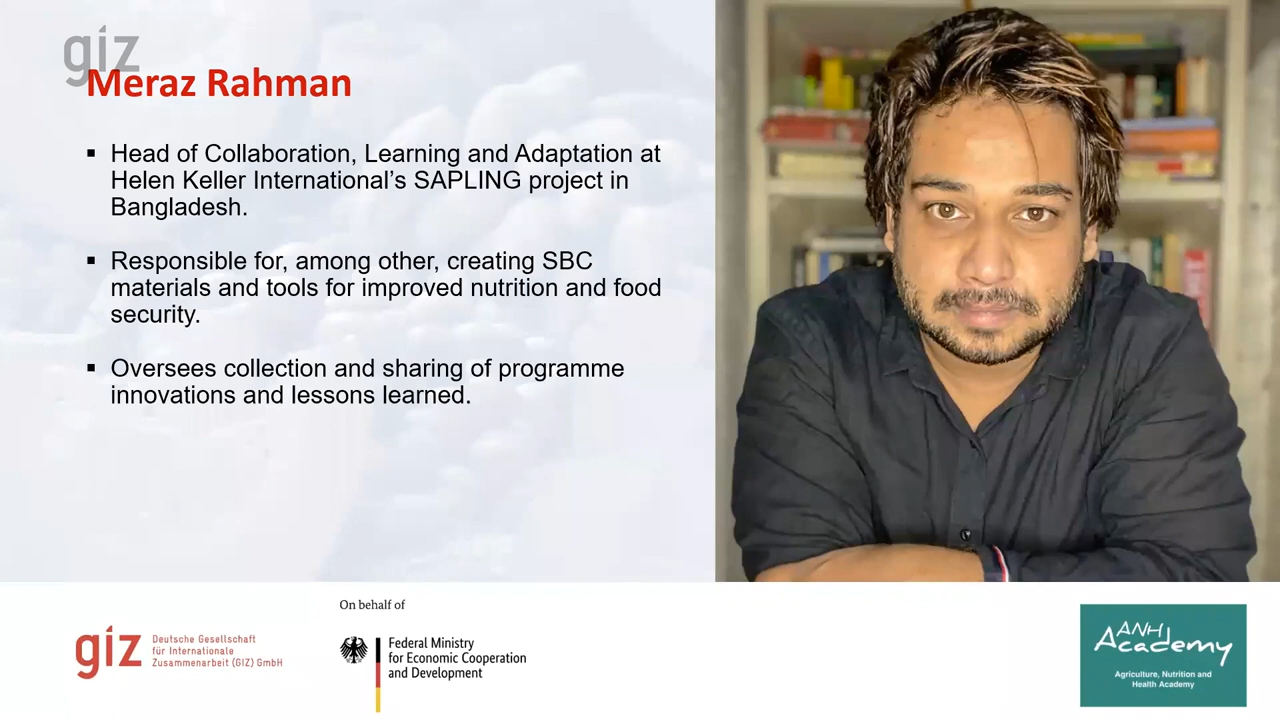 giz
Meraz Rahman
▪ Head of Collaboration, Learning and Adaptation at
Helen Keller International’s SAPLING project in
Bangladesh.
▪ Responsible for, among other, creating SBC
materials and tools for improved nutrition and food
security.
▪ Oversees collection and sharing of programme
innovations and lessons learned.
giz
Deutsche Gesellschaft
für Internationale
Zusammenarbeit (GIZ) GmbH
On behalf of
Federal Ministry
for Economic Cooperation
and Development
ANH
Academy
Agriculture, Nutrition and
Health Academy